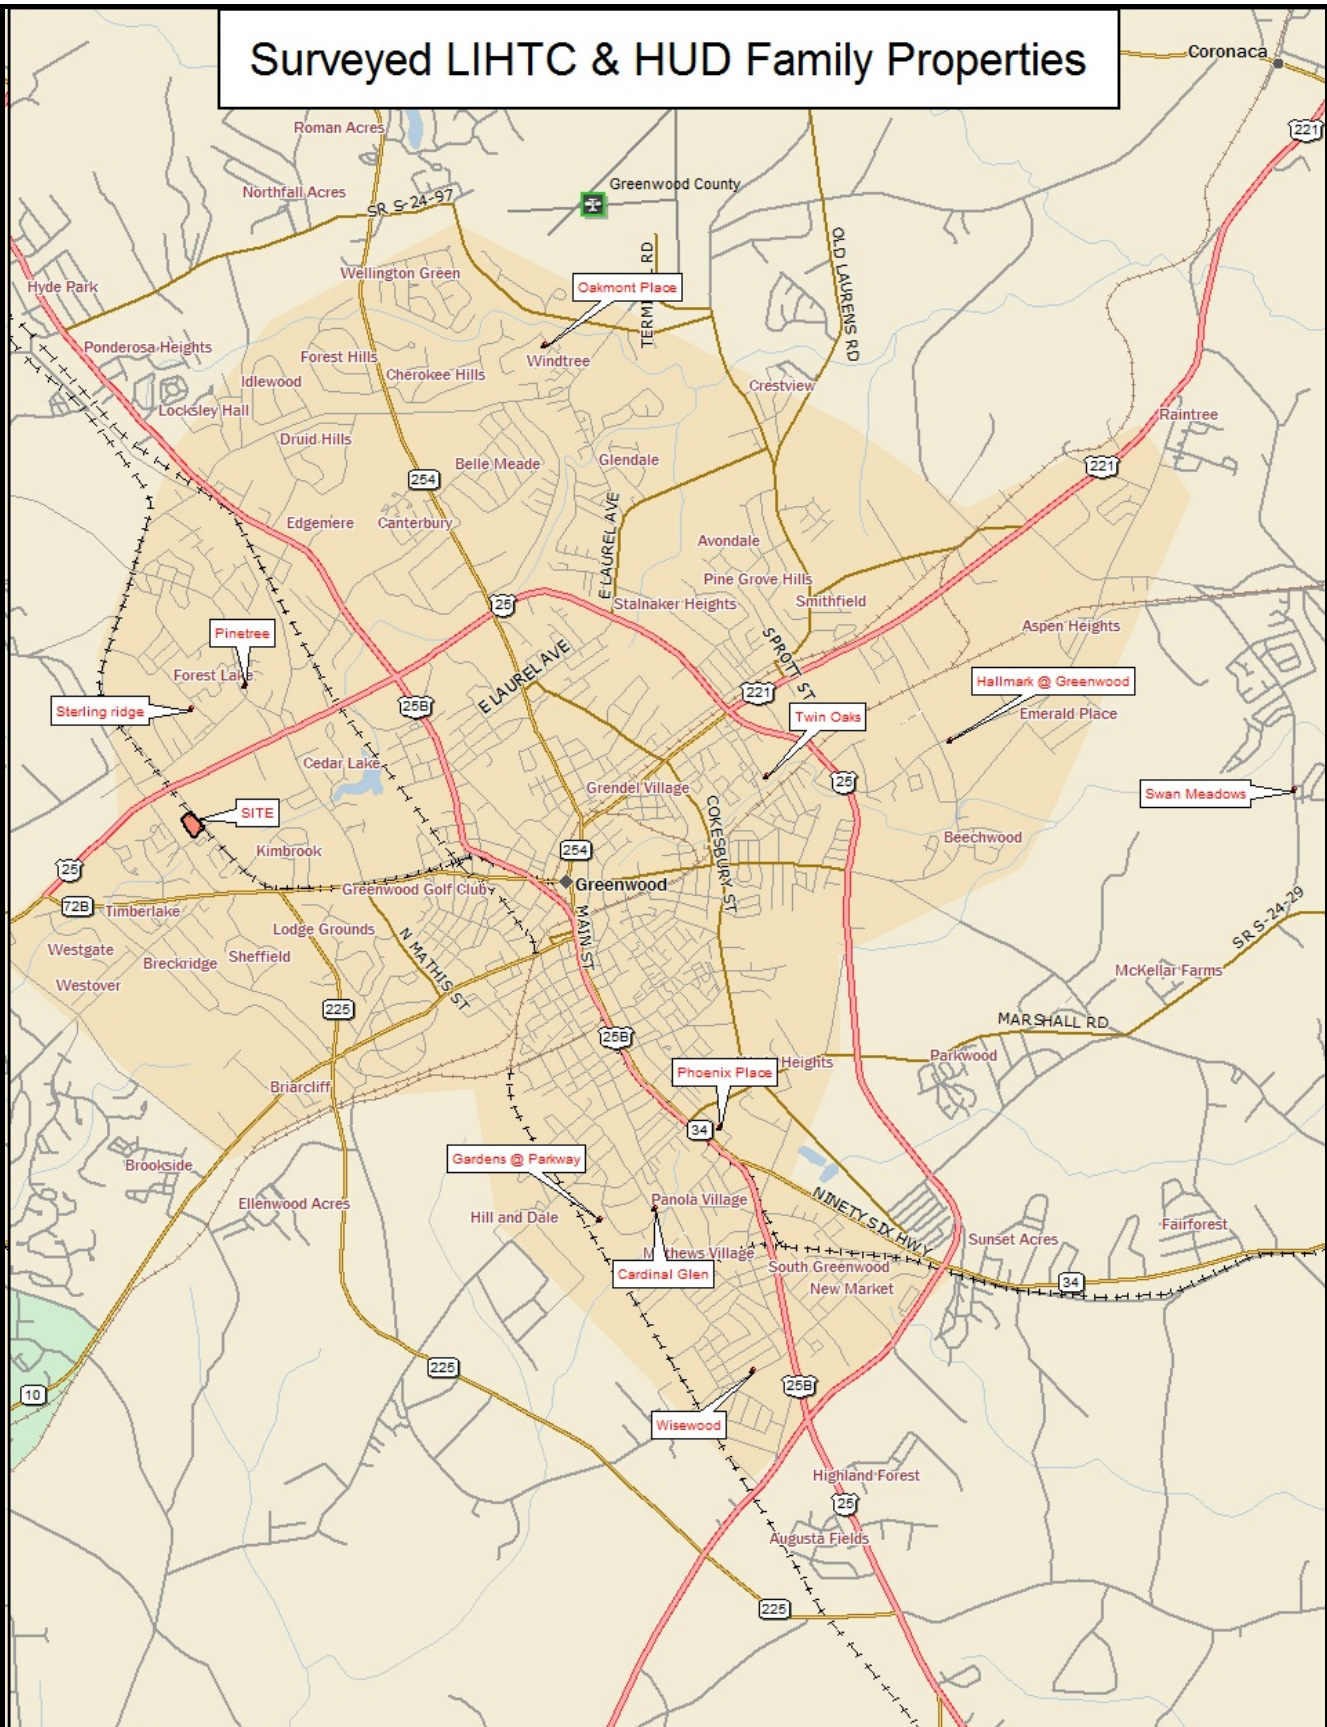 Surveyed LIHTC & HUD Family Properties
Coronaca
221
Roman Acres
Greenwood County
Northfall Acres
SR S-24-97
OLD LAURENS RD
Wellington Green
Hyde Park
Oakmont Place
RD
Ponderosa Heights
Forest Hills
Windtree
Cherokee Hills
Idlewood
Crestview
Locksley Hall
Raintree
Druid Hills
Belle Meade
Glendale
221
254
Edgemere
Canterbury
E LAUREL AVE
Avondale
Pine Grove Hills
25
Stalnaker Heights
Smithfield
Aspen Heights
Pinetree
SPROTT ST
E LAUREL AVE
Forest Lake
Hallmark @ Greenwood
221
25B
Sterling ridge
Twin Oaks
Emerald Place
Cedar Lake
25
Grendel Village
Swan Meadows
SITE
COKESBURY ST
Beechwood
Kimbrook
254
25
Greenwood Golf Club
Greenwood
72B
Timberlake
MAIN ST
SR S-24-29
Lodge Grounds
N MATHIS ST
Westgate
Breckridge
Sheffield
Westover
McKellar Farms
225
MARSHALL RD
25B
Heights
Parkwood
Phoenix Place
Briarcliff
34
Gardens @ Parkway
Brookside
Ellenwood Acres
Panola Village
NINETY SIX HWY
Hill and Dale
Fairforest
Sunset Acres
Mathews Village
South Greenwood
Cardinal Glen
New Market
34
225
10
25B
Wisewood
Highland Forest
25
Augusta Fields
225